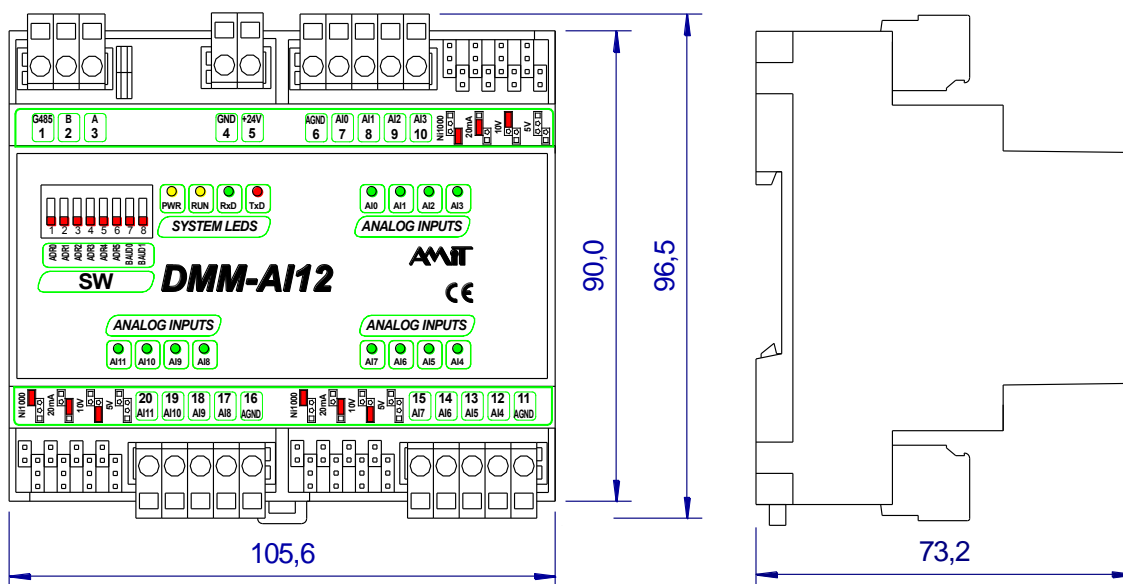 G485 B A GND +24V AGND AI0 AI1 AI2 AI3
1 2 3 4 5 6 7 8 9 10
Ni1000 20mA 10V 5V
1 2 3 4 5 6 7 8
ADR0 ADR1 ADR2 ADR3 ADR4 ADR5 BAUD0 BAUD1
SW
PWR RUN RxD TxD
SYSTEM LEDS
AI0 AI1 AI2 AI3
ANALOG INPUTS
AMiT
DMM-AI12
CE
ANALOG INPUTS
AI11 AI10 AI9 AI8
ANALOG INPUTS
AI7 AI6 AI5 AI4
Ni1000 20mA 10V 5V
20 19 18 17 16
AI11 AI10 AI9 AI8 AGND
Ni1000 20mA 10V 5V
15 14 13 12 11
AI7 AI6 AI5 AI4 AGND
90,0
96,5
105,6
73,2